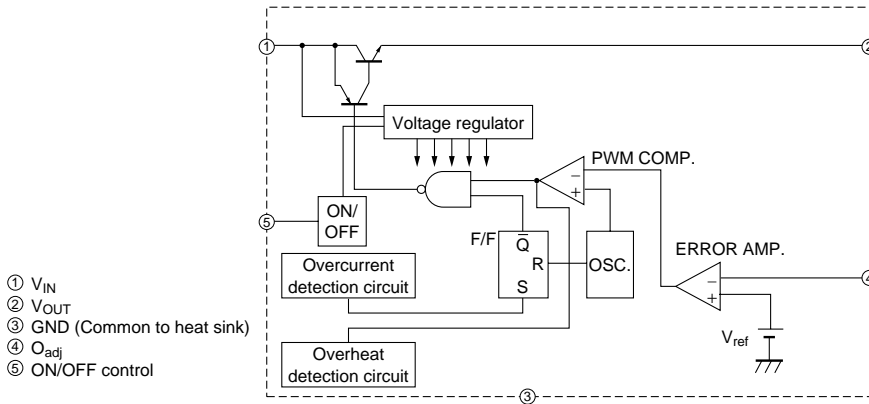 ①
②
Voltage regulator
PWM COMP.
−
+
⑤
ON/
OFF
F/F
Q̅
R
S
OSC.
ERROR AMP.
−
+
④
Overcurrent
detection circuit
Vref
Overheat
detection circuit
③
① VIN
② VOUT
③ GND (Common to heat sink)
④ Oadj
⑤ ON/OFF control